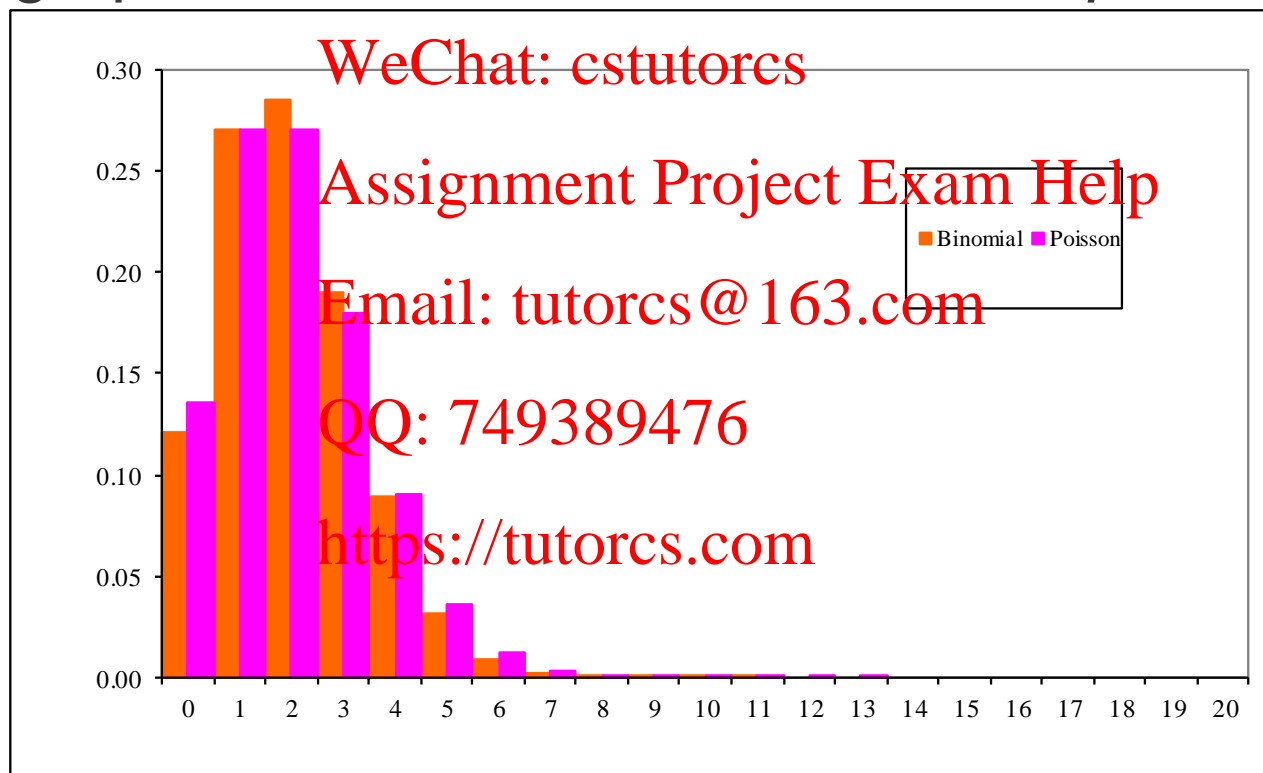 WeChat: cstutorcs
0.30
Assignment Project Exam Help
0.25
Binomial Poisson
0.20
Email: tutorcs@163.com
0.15
QQ: 749389476
0.10
https://tutorcs.com
0.05
0.00
0 1 2 3 4 5 6 7 8 9 10 11 12 13 14 15 16 17 18 19 20